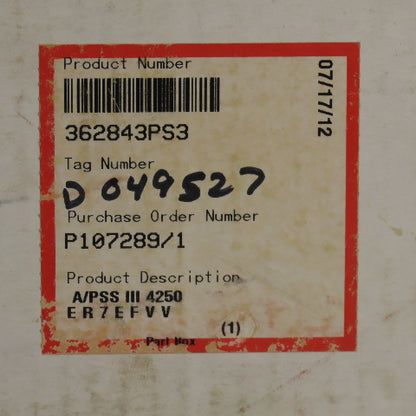 Product Number
07/17/12
362843PS3
Tag Number
D 049527
Purchase Order Number
P107289/1
Product Description
A/PSS III 4250
ER7EFVV
(1)
Part Box